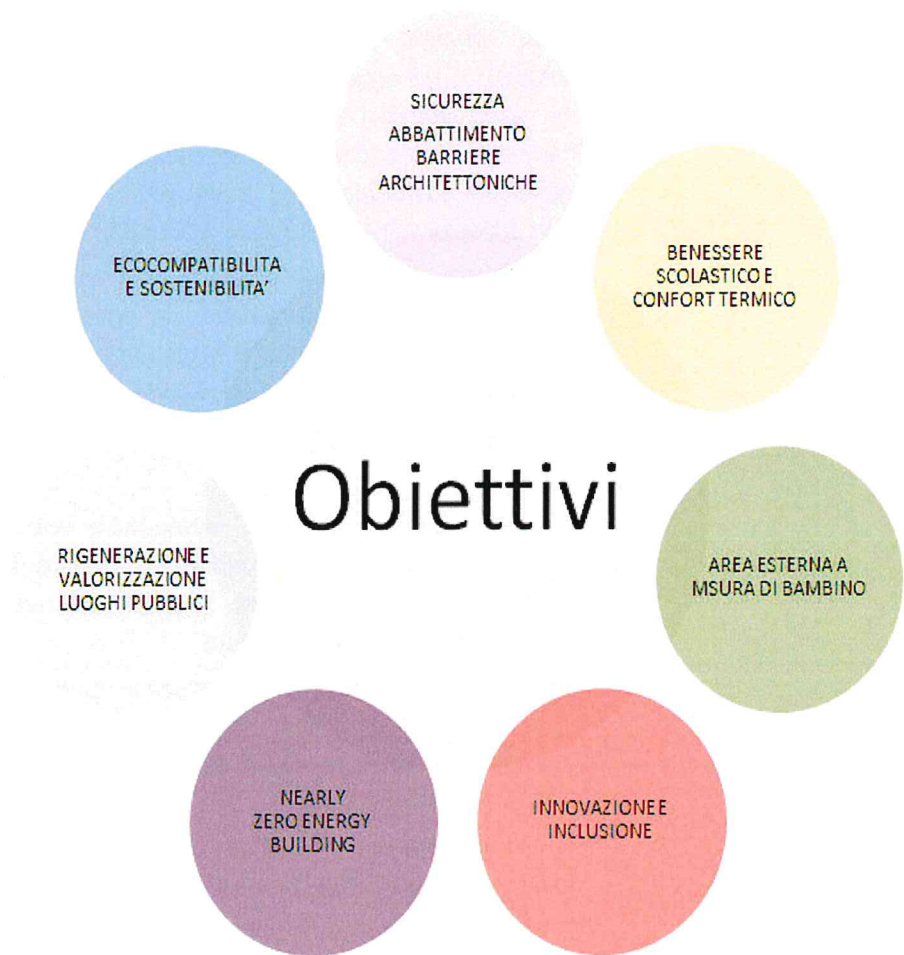 SICUREZZA
ABBATTIMENTO
BARRIERE
ARCHITETTONICHE
ECOCOMPATIBILITA
E SOSTENIBILITA'
BENESSERE
SCOLASTICO E
CONFORT TERMICO
Obiettivi
RIGENERAZIONE E
VALORIZZAZIONE
LUOGHI PUBBLICI
AREA ESTERNA A
MSURA DI BAMBINO
NEARLY
ZERO ENERGY
BUILDING
INNOVAZIONE E
INCLUSIONE